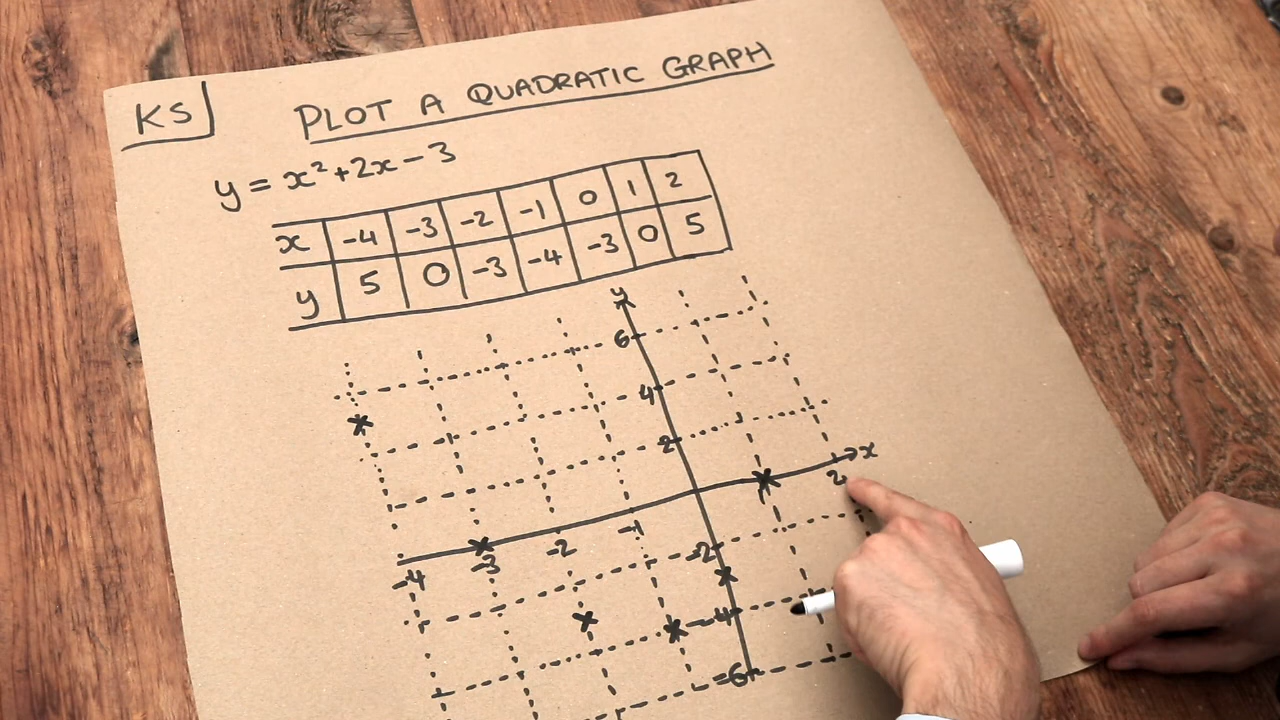 KS
PLOT A QUADRATIC GRAPH
y = x² + 2x - 3
x -4 -3 -2 -1 0 1 2
y 5 0 -3 -4 -3 0 5
y
6
4
2
x
-4 -3 -2 -1 1 2
-2
-4
-6